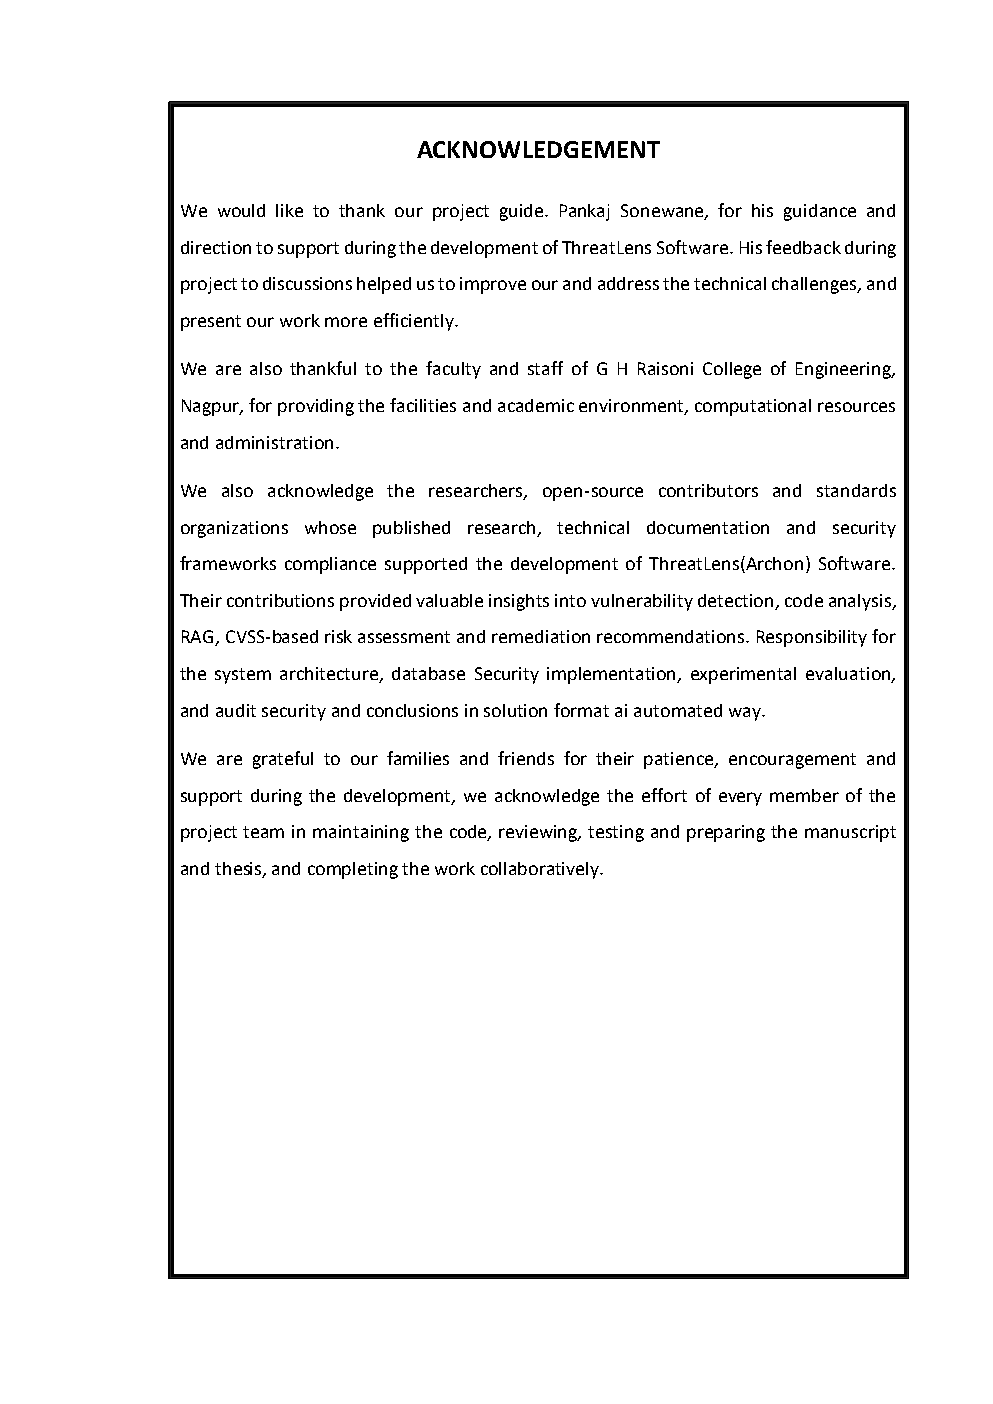 ACKNOWLEDGEMENT
We would like to thank our project guide. Pankaj Sonewane, for his guidance and
direction to support during the development of ThreatLens Software. His feedback during
project to discussions helped us to improve our and address the technical challenges, and
present our work more efficiently.
We are also thankful to the faculty and staff of G H Raisoni College of Engineering,
Nagpur, for providing the facilities and academic environment, computational resources
and administration.
We also acknowledge the researchers, open-source contributors and standards
organizations whose published research, technical documentation and security
frameworks compliance supported the development of ThreatLens(Archon) Software.
Their contributions provided valuable insights into vulnerability detection, code analysis,
RAG, CVSS-based risk assessment and remediation recommendations. Responsibility for
the system architecture, database Security implementation, experimental evaluation,
and audit security and conclusions in solution format ai automated way.
We are grateful to our families and friends for their patience, encouragement and
support during the development, we acknowledge the effort of every member of the
project team in maintaining the code, reviewing, testing and preparing the manuscript
and thesis, and completing the work collaboratively.